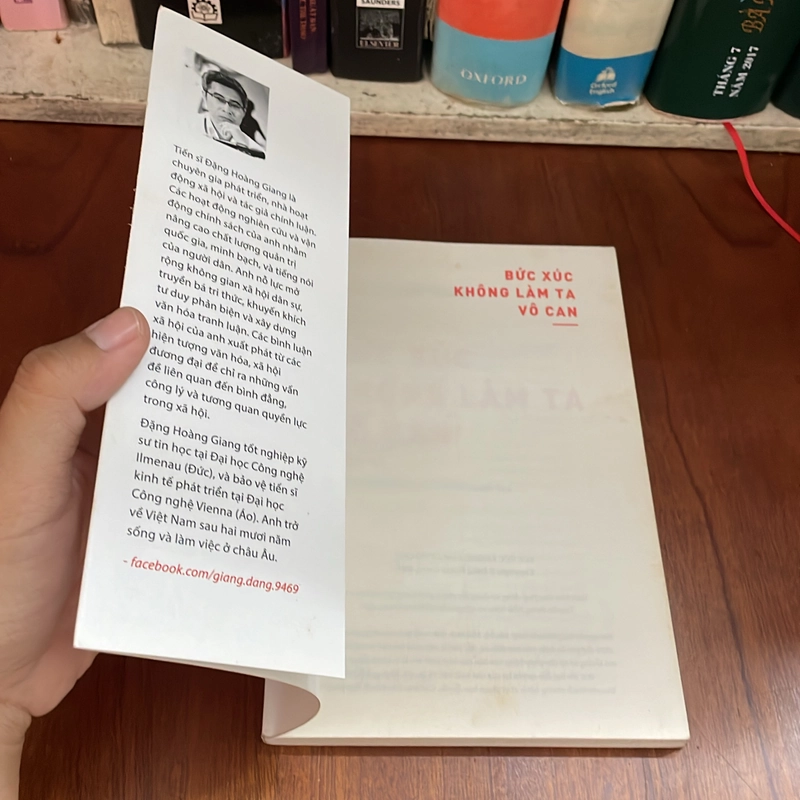 SAUNDERS
ELSEVIER
OXFORD
Oxford
English
THÁNG 7
NĂM 2017
Tiến sĩ Đặng Hoàng Giang là
chuyên gia phát triển, nhà hoạt
động xã hội và tác giả chính luận.
Các hoạt động nghiên cứu và vận
động chính sách của anh nhằm
nâng cao chất lượng quản trị
quốc gia, minh bạch, và tiếng nói
của người dân. Anh nỗ lực mở
rộng không gian xã hội dân sự,
truyền bá tri thức, khuyến khích
tư duy phản biện và xây dựng
văn hóa tranh luận. Các bình luận
xã hội của anh xuất phát từ các
hiện tượng văn hóa, xã hội
đương đại để chỉ ra những vấn
đề liên quan đến bình đẳng,
công lý và tương quan quyền lực
trong xã hội.
Đặng Hoàng Giang tốt nghiệp kỹ
sư tin học tại Đại học Công nghệ
Ilmenau (Đức), và bảo vệ tiến sĩ
kinh tế phát triển tại Đại học
Công nghệ Vienna (Áo). Anh trở
về Việt Nam sau hai mươi năm
sống và làm việc ở châu Âu.
- facebook.com/giang.dang.9469
BỨC XÚC
KHÔNG LÀM TA
VÔ CAN